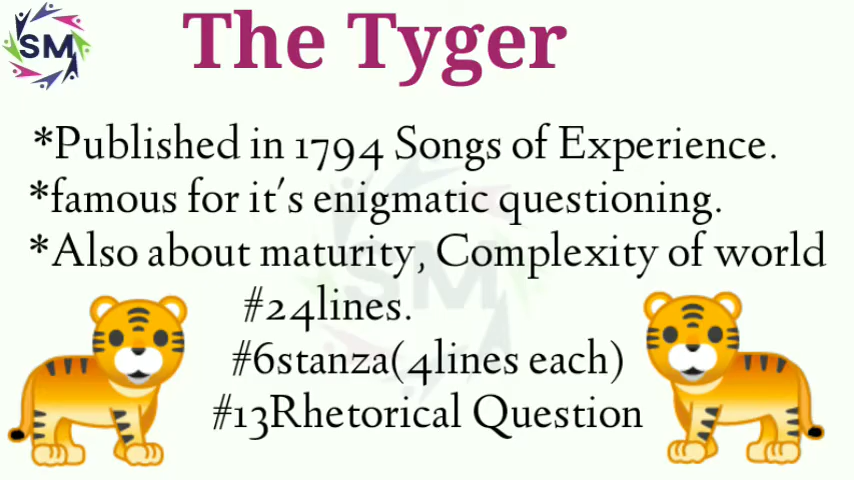 SM
The Tyger
*Published in 1794 Songs of Experience.
*famous for it's enigmatic questioning.
*Also about maturity, Complexity of world
SM
#24lines.
#6stanza(4lines each)
#13Rhetorical Question